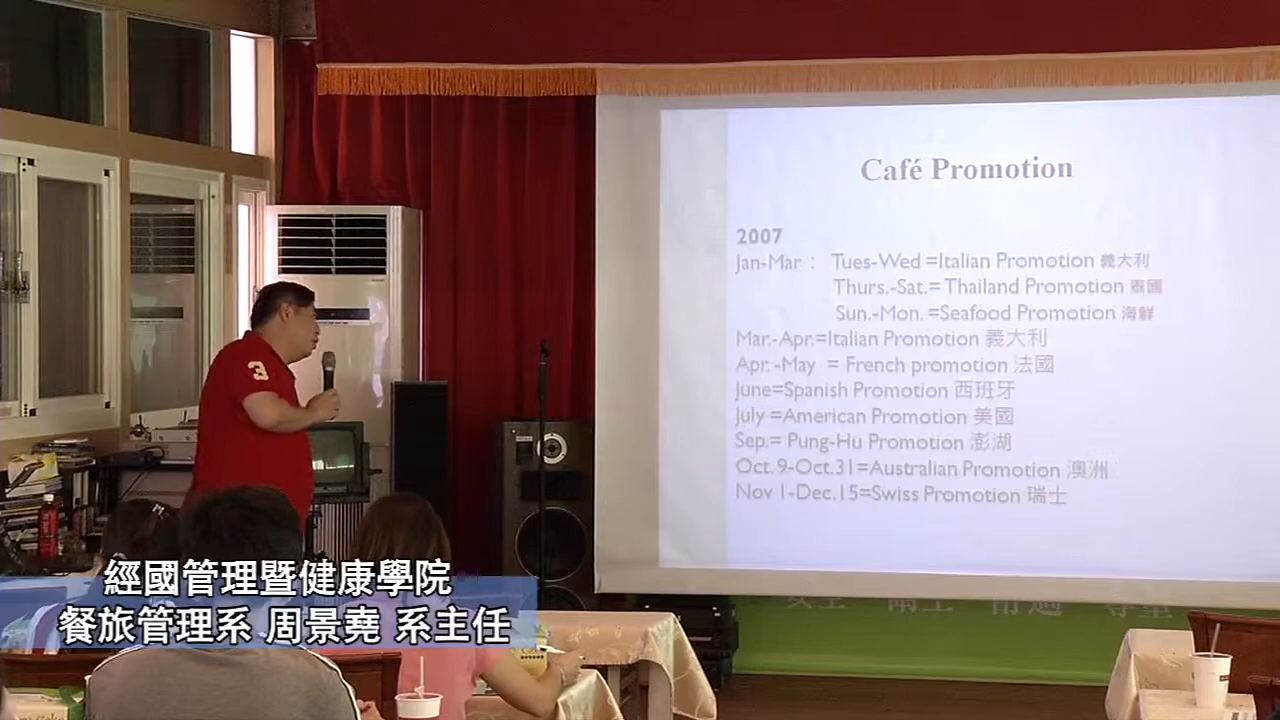 Café Promotion
2007
Jan-Mar : Tues-Wed =Italian Promotion 義大利
Thurs.-Sat.= Thailand Promotion 泰國
Sun.-Mon. =Seafood Promotion 海鮮
Mar.-Apr.=Italian Promotion 義大利
Apr. -May = French promotion 法國
June=Spanish Promotion 西班牙
July =American Promotion 美國
Sep.= Pung-Hu Promotion 澎湖
Oct. 9-Oct.31=Australian Promotion 澳洲
Nov 1-Dec.15=Swiss Promotion 瑞士
3
經國管理暨健康學院
餐旅管理系 周景堯 系主任